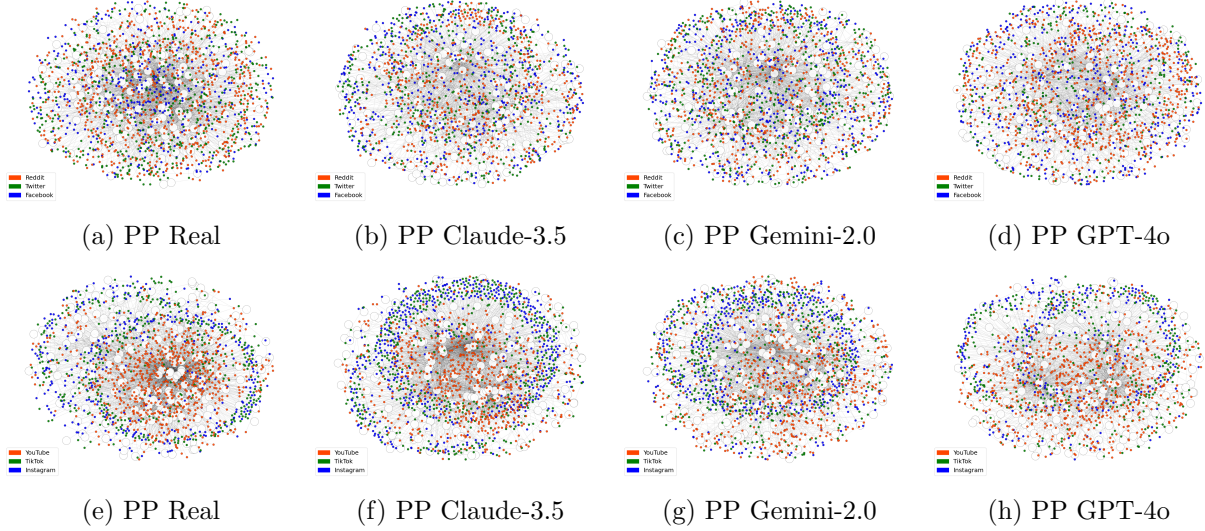 Reddit
Twitter
Facebook
Reddit
Twitter
Facebook
Reddit
Twitter
Facebook
Reddit
Twitter
Facebook
(a) PP Real
(b) PP Claude-3.5
(c) PP Gemini-2.0
(d) PP GPT-4o
YouTube
TikTok
Instagram
YouTube
TikTok
Instagram
YouTube
TikTok
Instagram
YouTube
TikTok
Instagram
(e) PP Real
(f) PP Claude-3.5
(g) PP Gemini-2.0
(h) PP GPT-4o